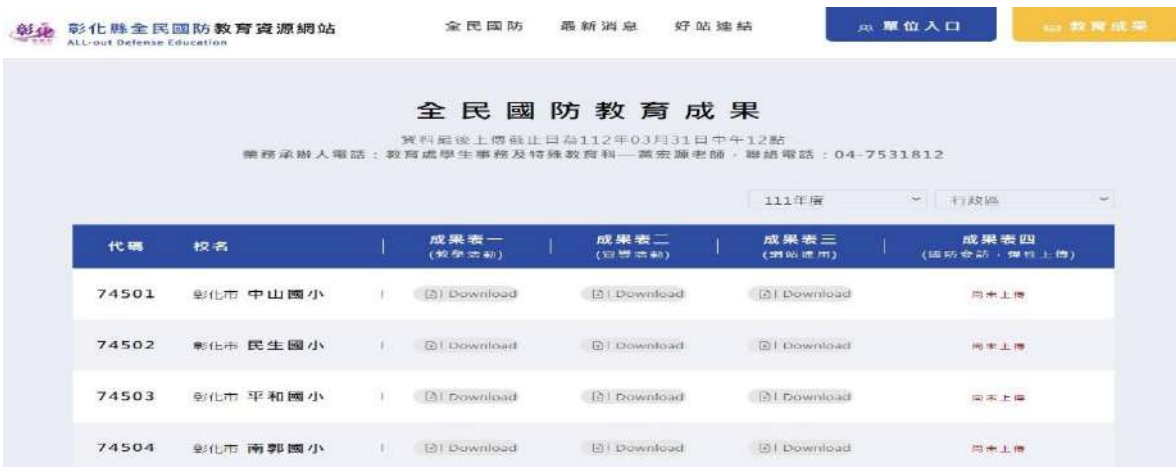 彰化 彰化縣全民國防教育資源網站 全民國防 最新消息 好站連結 單位入口 教育成果
ALL-out Defense Education
全民國防教育成果
資料最後上傳截止日為112年03月31日中午12點
業務承辦人電話：教育處學生事務及特殊教育科—黃宏源老師，聯絡電話：04-7531812
111年度 行政區
代碼 校名 成果表一 成果表二 成果表三 成果表四
(教學活動) (宣導活動) (網站連用) (國防參訪，彈性上傳)
74501 彰化市 中山國小 Download Download Download 尚未上傳
74502 彰化市 民生國小 Download Download Download 尚未上傳
74503 彰化市 平和國小 Download Download Download 尚未上傳
74504 彰化市 南郭國小 Download Download Download 尚未上傳